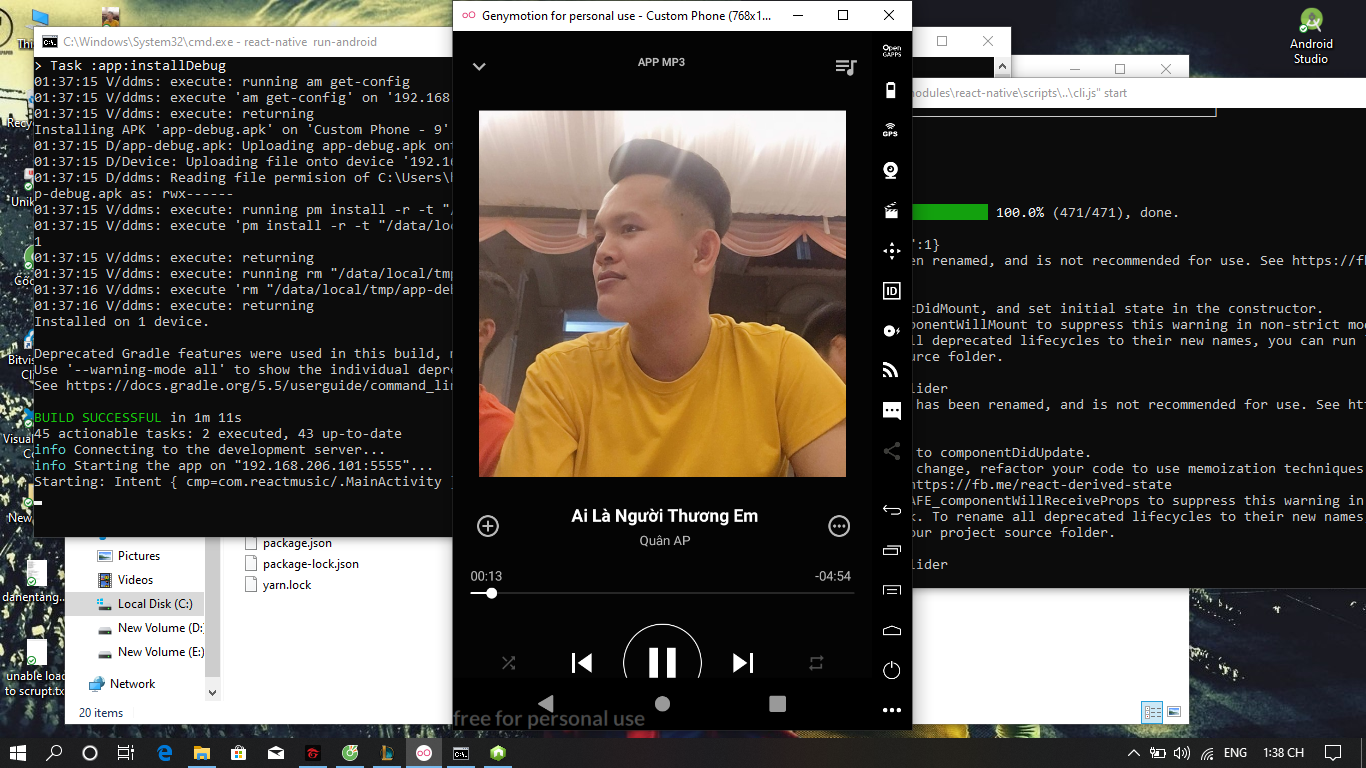 Genymotion for personal use - Custom Phone (768x1...
C:\Windows\System32\cmd.exe - react-native run-android
> Task :app:installDebug
01:37:15 V/ddms: execute: running am get-config
01:37:15 V/ddms: execute 'am get-config' on '192.168
01:37:15 V/ddms: execute: returning
Installing APK 'app-debug.apk' on 'Custom Phone - 9'
01:37:15 D/app-debug.apk: Uploading app-debug.apk ont
01:37:15 D/Device: Uploading file onto device '192.16
01:37:15 D/ddms: Reading file permision of C:\Users\
p-debug.apk as: rwx------
01:37:15 V/ddms: execute: running pm install -r -t "/
01:37:15 V/ddms: execute 'pm install -r -t "/data/loc
1
01:37:15 V/ddms: execute: returning
01:37:15 V/ddms: execute: running rm "/data/local/tmp
01:37:16 V/ddms: execute 'rm "/data/local/tmp/app-deb
01:37:16 V/ddms: execute: returning
Installed on 1 device.
Deprecated Gradle features were used in this build,
Use '--warning-mode all' to show the individual depre
See https://docs.gradle.org/5.5/userguide/command_lin
BUILD SUCCESSFUL in 1m 11s
45 actionable tasks: 2 executed, 43 up-to-date
info Connecting to the development server...
info Starting the app on "192.168.206.101:5555"...
Starting: Intent { cmp=com.reactmusic/.MainActivity
APP MP3
Ai Là Người Thương Em
Quân AP
00:13
-04:54
free for personal use
Open
GAPPS
GPS
ID
Android
Studio
modules\react-native\scripts\..\cli.js" start
100.0% (471/471), done.
":1}
en renamed, and is not recommended for use. See https://fb
tDidMount, and set initial state in the constructor.
ponentWillMount to suppress this warning in non-strict mod
ll deprecated lifecycles to their new names, you can run
urce folder.
lider
has been renamed, and is not recommended for use. See htt
to componentDidUpdate.
change, refactor your code to use memoization techniques
https://fb.me/react-derived-state
AFE_componentWillReceiveProps to suppress this warning in
k. To rename all deprecated lifecycles to their new names
our project source folder.
lider
Pictures
Videos
Local Disk (C:)
New Volume (D:
New Volume (E:)
Network
20 items
package.json
package-lock.json
yarn.lock
Thi
Recy
Unik
Cốc
Bitvis
Cli
Visual
Co
New
danentang...
unable load
to scrupt.txt
ENG
1:38 CH